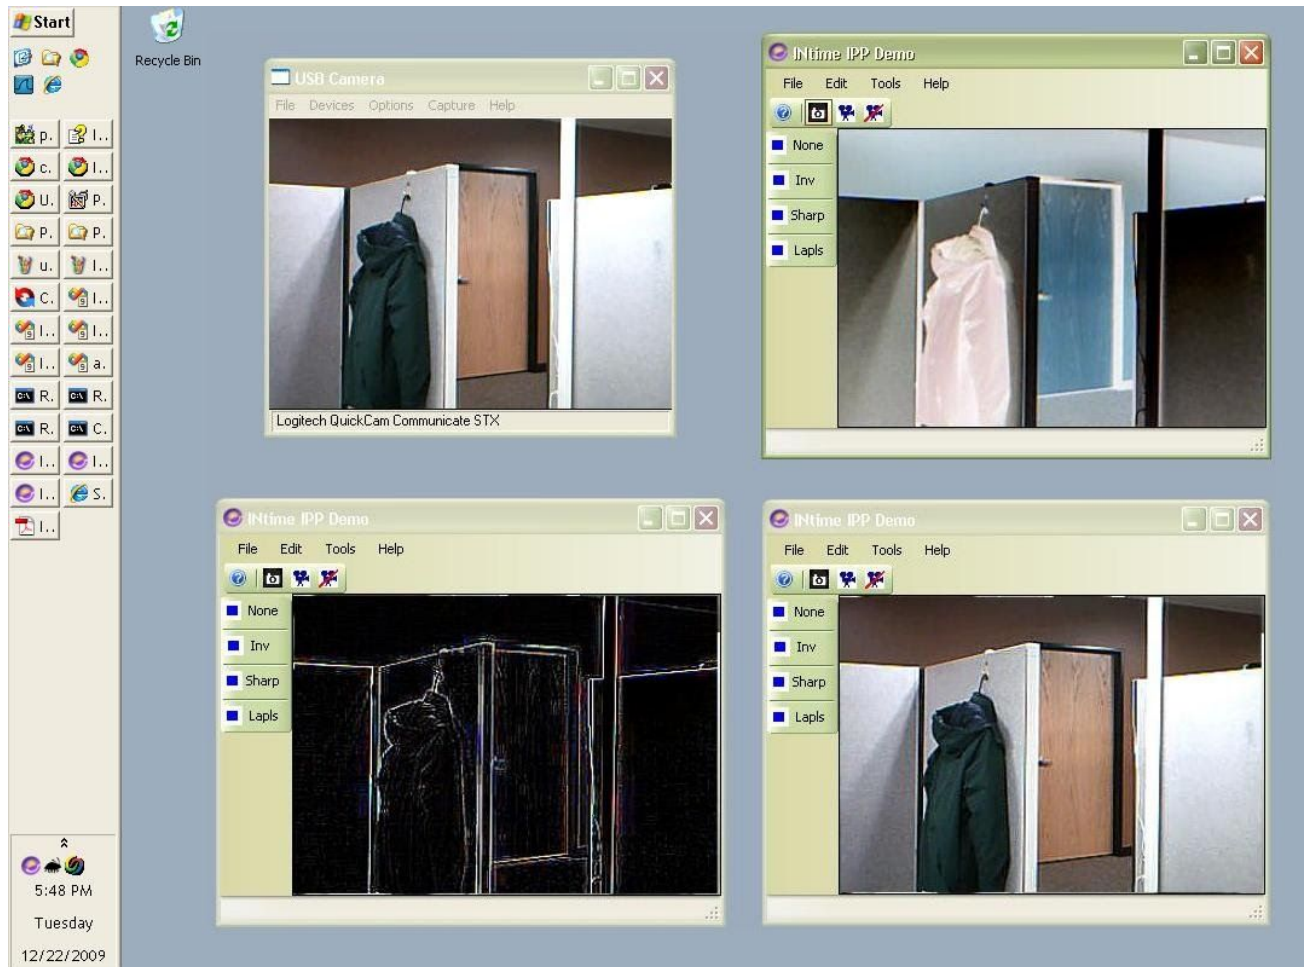 Start
Recycle Bin
p. I..
c. I..
U. P.
P. P.
u. I..
C. I..
I.. I..
I.. a.
R. R.
R. C.
I.. I..
I.. S.
I..
5:48 PM
Tuesday
12/22/2009
USB Camera
File Devices Options Capture Help
Logitech QuickCam Communicate STX
INtime IPP Demo
File Edit Tools Help
None
Inv
Sharp
Lapls
INtime IPP Demo
File Edit Tools Help
None
Inv
Sharp
Lapls
INtime IPP Demo
File Edit Tools Help
None
Inv
Sharp
Lapls